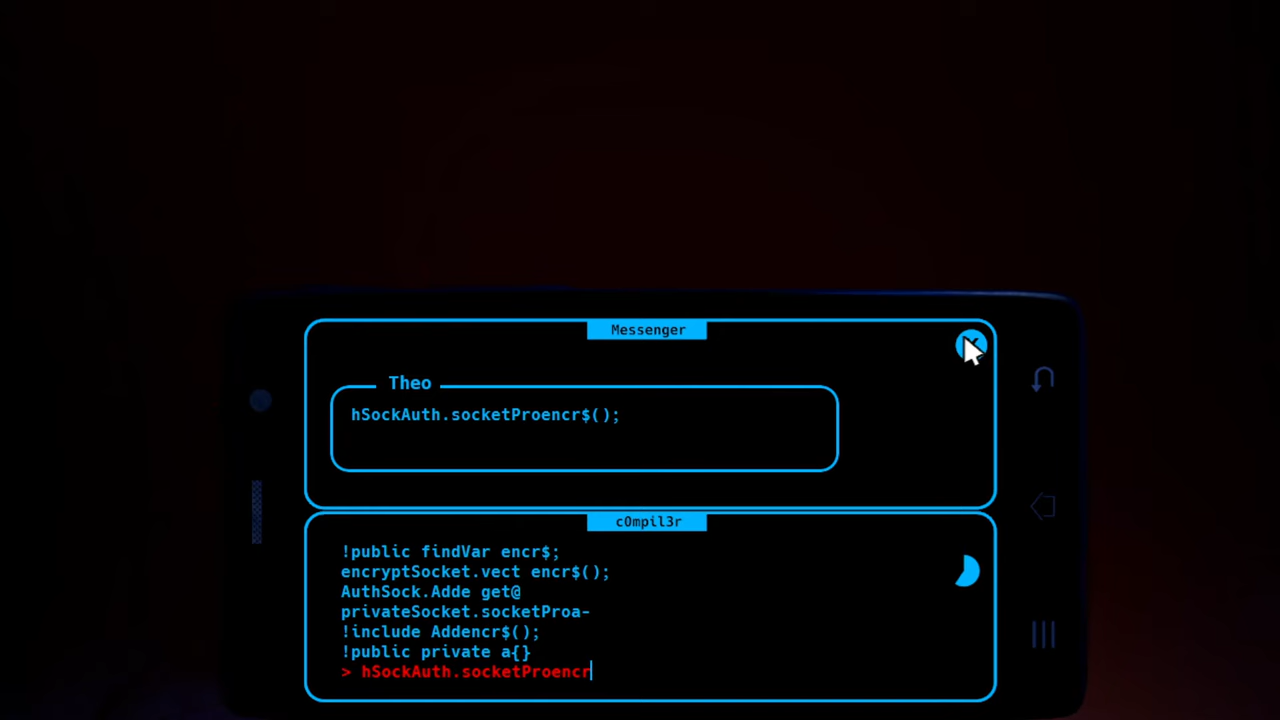 Messenger
Theo
hSockAuth.socketProencr$();
c0mpil3r
!public findVar encr$;
encryptSocket.vect encr$();
AuthSock.Adde get@
privateSocket.socketProa-
!include Addencr$();
!public private a{}
> hSockAuth.socketProencr